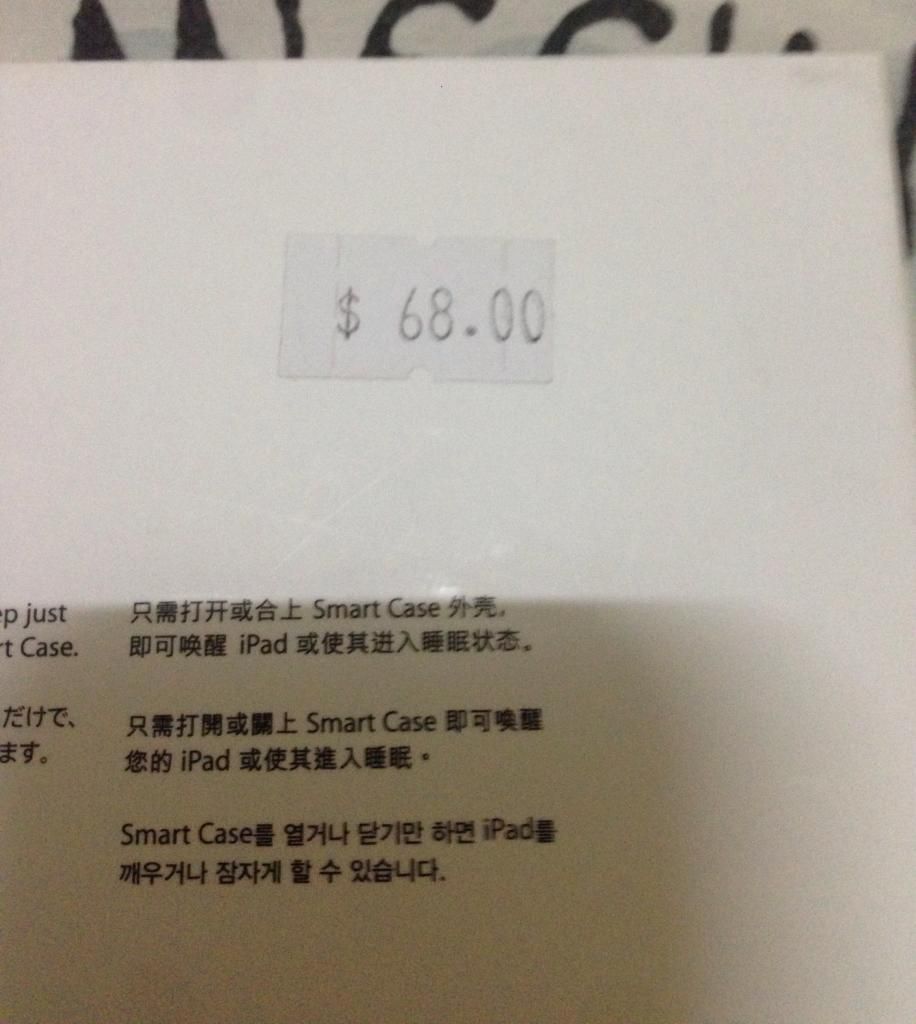 $ 68.00
just
Case.
だけで、
ます。
只需打开或合上 Smart Case 外壳，
即可唤醒 iPad 或使其进入睡眠状态。
只需打開或關上 Smart Case 即可喚醒
您的 iPad 或使其進入睡眠。
Smart Case를 열거나 닫기만 하면 iPad를
깨우거나 잠자게 할 수 있습니다.